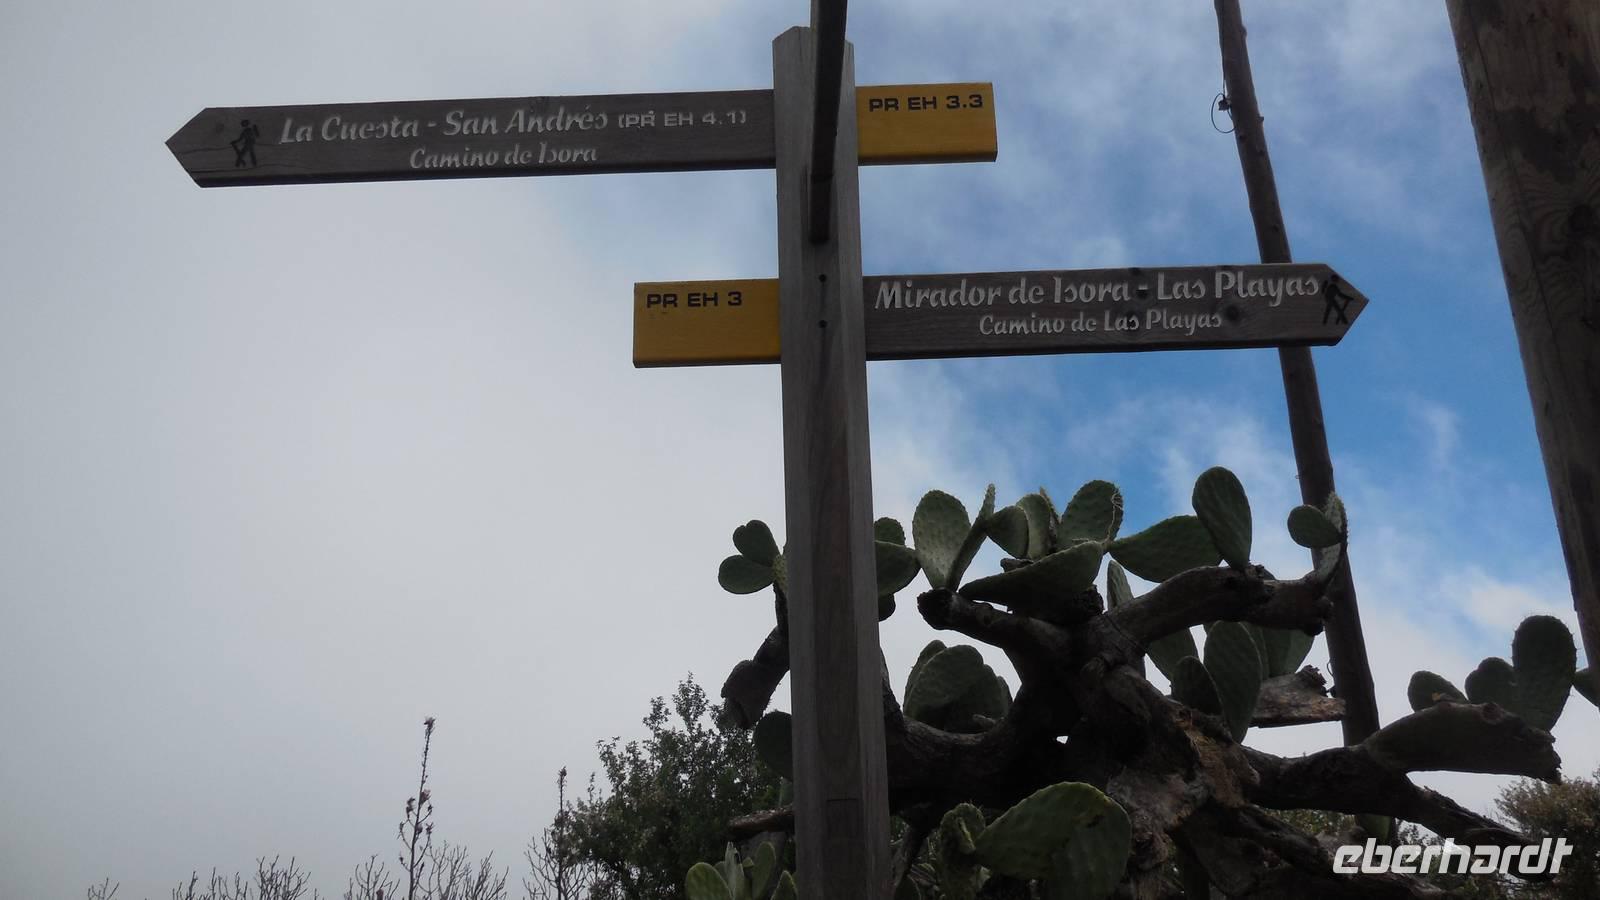 La Cuesta - San Andrés (PR EH 4.1)
Camino de Isora
PR EH 3.3
PR EH 3
Mirador de Isora - Las Playas
Camino de Las Playas
eberhardt